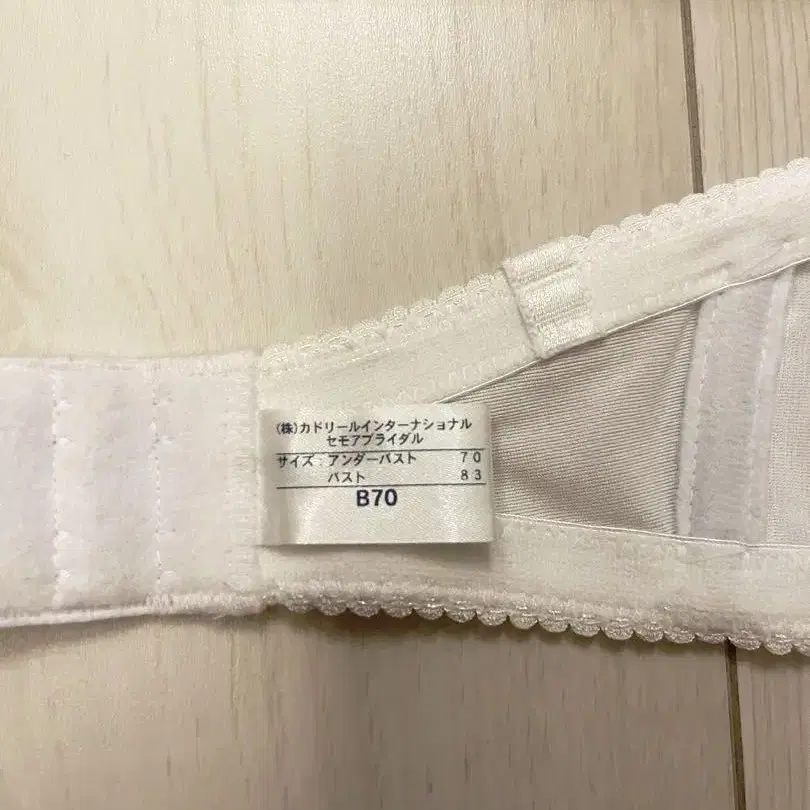 (株)カドリールインターナショナル
セモアブライダル
サイズ アンダーバスト 70
バスト 83
B70